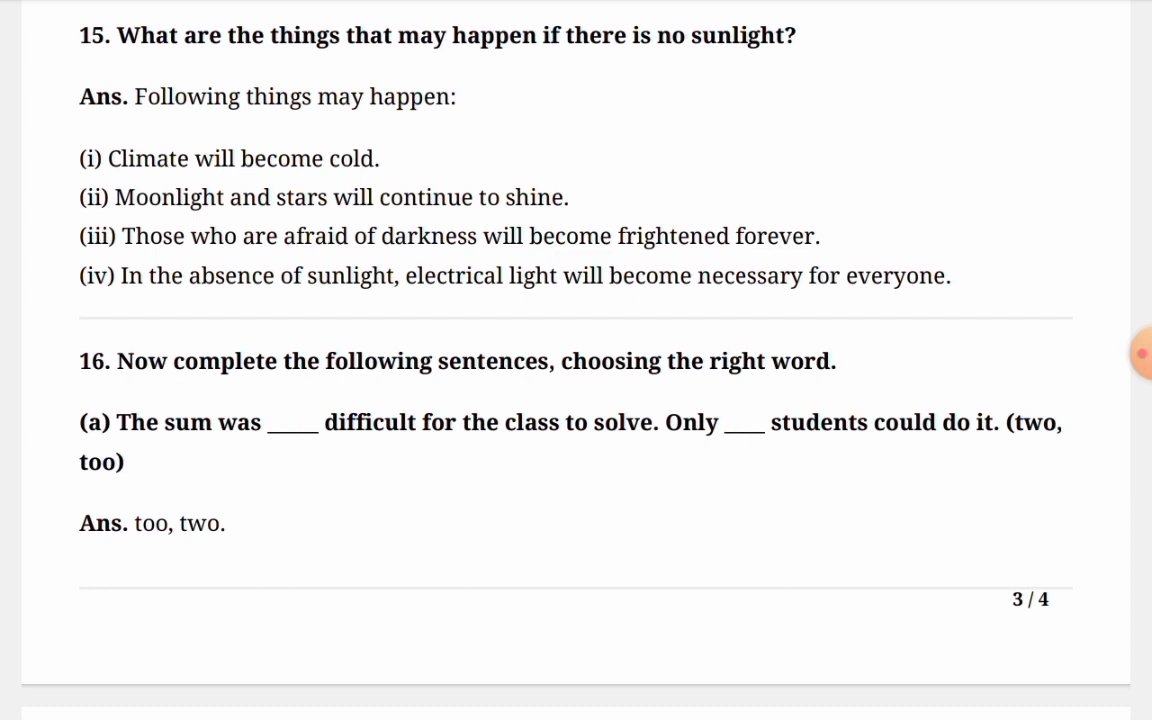 15. What are the things that may happen if there is no sunlight?
Ans. Following things may happen:
(i) Climate will become cold.
(ii) Moonlight and stars will continue to shine.
(iii) Those who are afraid of darkness will become frightened forever.
(iv) In the absence of sunlight, electrical light will become necessary for everyone.
16. Now complete the following sentences, choosing the right word.
(a) The sum was _____ difficult for the class to solve. Only ____ students could do it. (two,
too)
Ans. too, two.
3 / 4